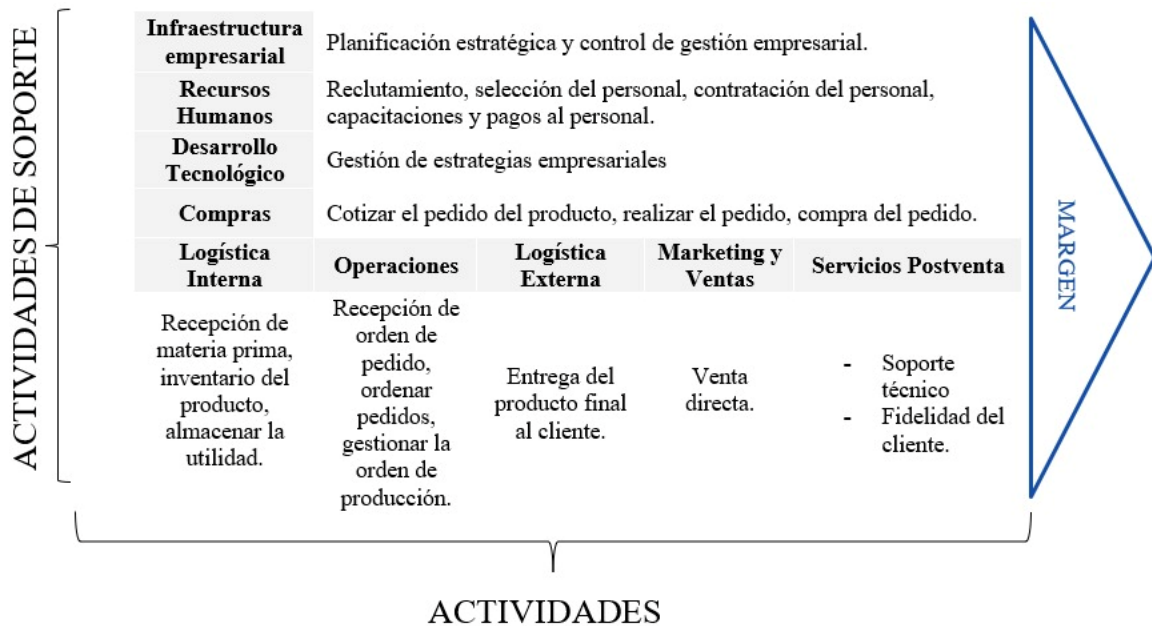 ACTIVIDADES DE SOPORTE
Infraestructura
empresarial
Planificación estratégica y control de gestión empresarial.
Recursos
Humanos
Reclutamiento, selección del personal, contratación del personal,
capacitaciones y pagos al personal.
Desarrollo
Tecnológico
Gestión de estrategias empresariales
Compras
Cotizar el pedido del producto, realizar el pedido, compra del pedido.
Logística
Interna
Operaciones
Logística
Externa
Marketing y
Ventas
Servicios Postventa
Recepción de
materia prima,
inventario del
producto,
almacenar la
utilidad.
Recepción de
orden de
pedido,
ordenar
pedidos,
gestionar la
orden de
producción.
Entrega del
producto final
al cliente.
Venta
directa.
- Soporte
técnico
- Fidelidad del
cliente.
MARGEN
ACTIVIDADES